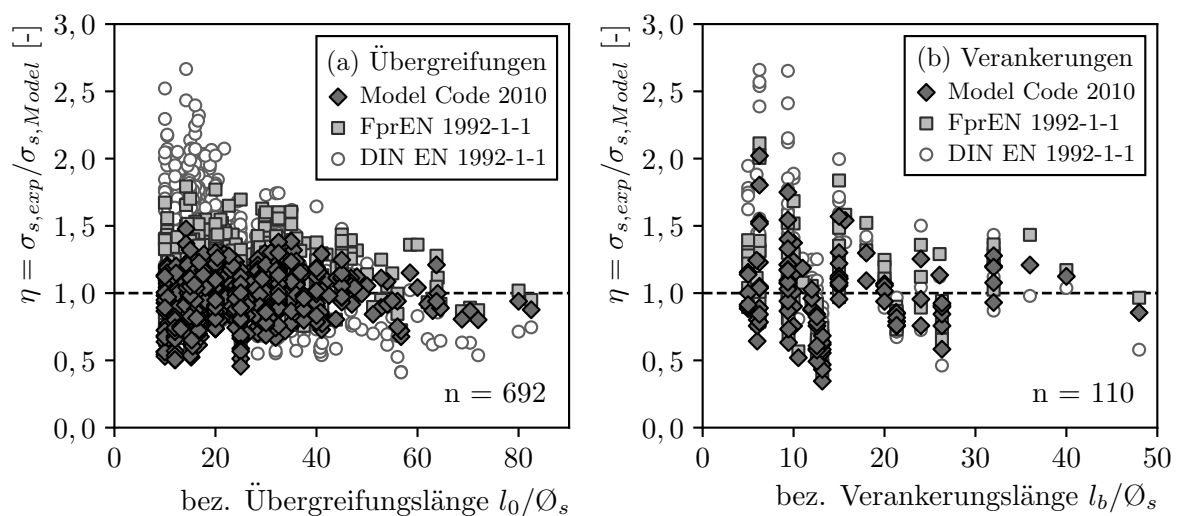 η = σs,exp/σs,Model [-]
3,0
2,5
2,0
1,5
1,0
0,5
0,0
(a) Übergreifungen
Model Code 2010
FprEN 1992-1-1
DIN EN 1992-1-1
n = 692
0 20 40 60 80
bez. Übergreifungslänge l0/Øs
η = σs,exp/σs,Model [-]
3,0
2,5
2,0
1,5
1,0
0,5
0,0
(b) Verankerungen
Model Code 2010
FprEN 1992-1-1
DIN EN 1992-1-1
n = 110
0 10 20 30 40 50
bez. Verankerungslänge lb/Øs